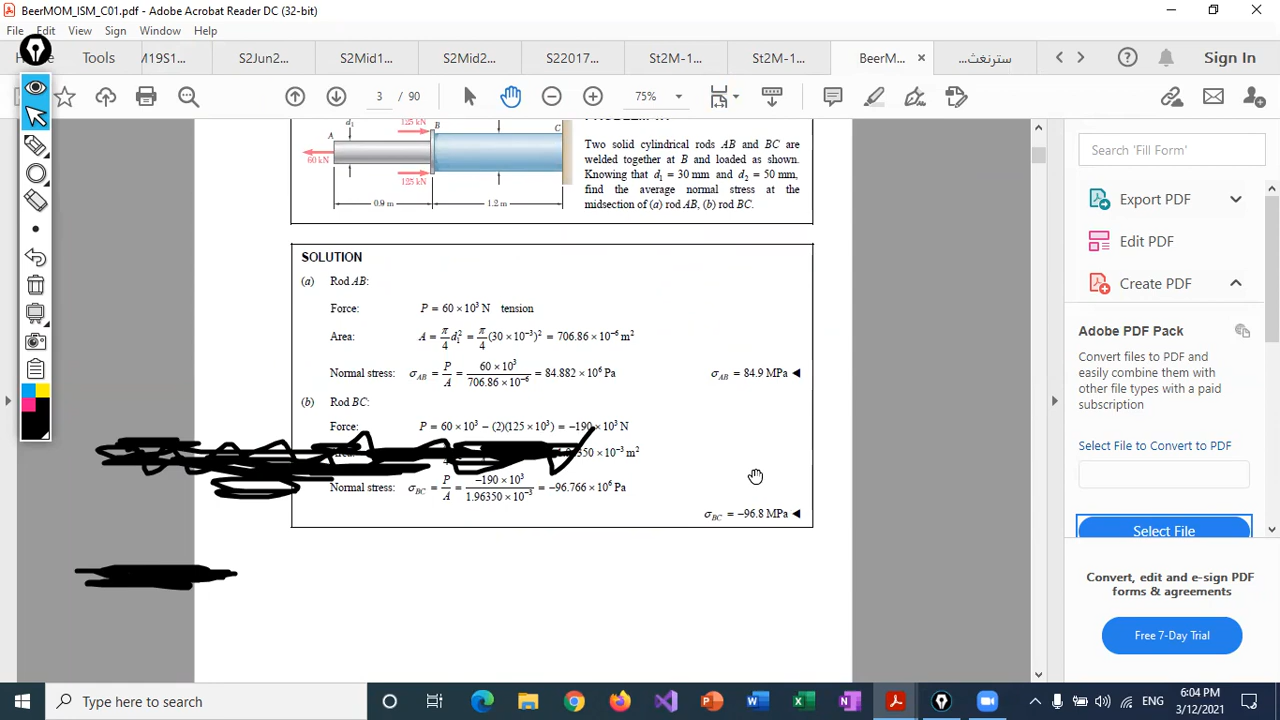 BeerMOM_ISM_C01.pdf - Adobe Acrobat Reader DC (32-bit)
File Edit View Sign Window Help
Tools M19S1... S2Jun2... S2Mid1... S2Mid2... S22017... St2M-1... St2M-1... BeerM... سترنغث... Sign In
3 / 90 75%
125 kN
A d₁ B C
60 kN
125 kN
0.9 m 1.2 m
Two solid cylindrical rods AB and BC are
welded together at B and loaded as shown.
Knowing that d₁ = 30 mm and d₂ = 50 mm,
find the average normal stress at the
midsection of (a) rod AB, (b) rod BC.
SOLUTION
(a) Rod AB:
Force: P = 60 × 10³ N tension
Area: A = π/4 d₁² = π/4 (30 × 10⁻³)² = 706.86 × 10⁻⁶ m²
Normal stress: σAB = P/A = 60 × 10³ / 706.86 × 10⁻⁶ = 84.882 × 10⁶ Pa σAB = 84.9 MPa ◄
(b) Rod BC:
Force: P = 60 × 10³ − (2)(125 × 10³) = −190 × 10³ N
× 10⁻³ m²
Normal stress: σBC = P/A = −190 × 10³ / 1.96350 × 10⁻³ = −96.766 × 10⁶ Pa
σBC = −96.8 MPa ◄
Search 'Fill Form'
Export PDF
Edit PDF
Create PDF
Adobe PDF Pack
Convert files to PDF and
easily combine them with
other file types with a paid
subscription
Select File to Convert to PDF
Select File
Convert, edit and e-sign PDF
forms & agreements
Free 7-Day Trial
Type here to search
ENG
6:04 PM
3/12/2021